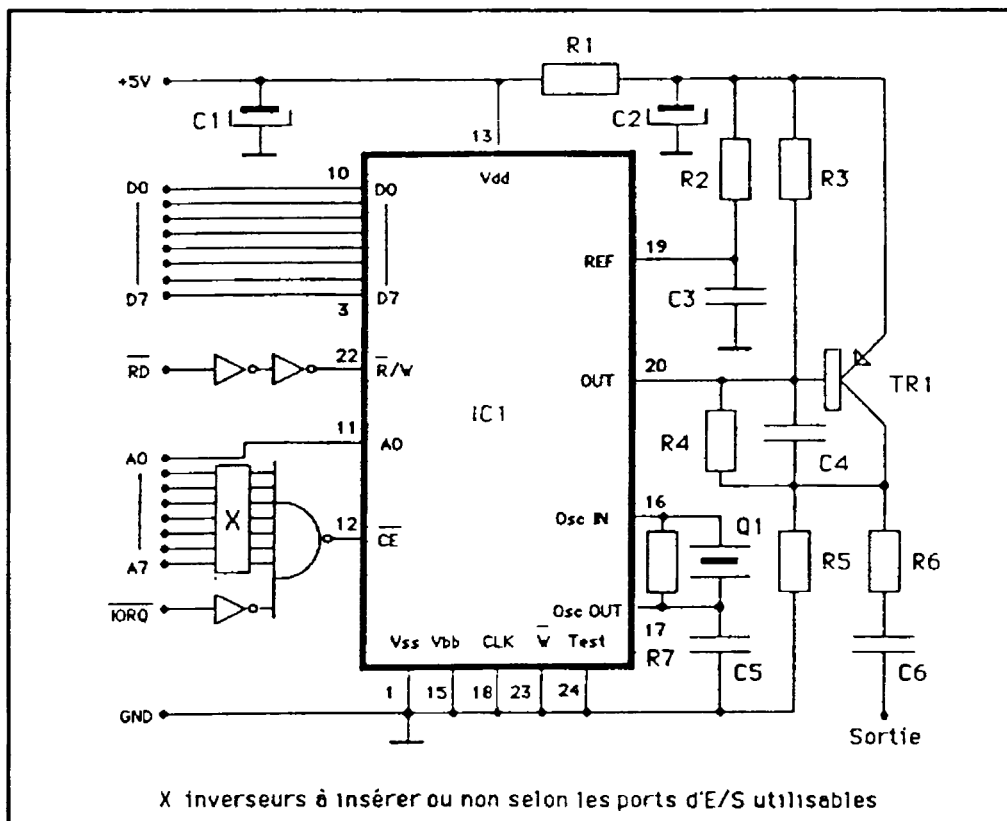 R1
+5V
C1
C2
13
10
D0
D0
Vdd
R2
R3
19
REF
C3
D7
D7
3
22
RD
R/W
20
OUT
TR1
IC1
11
R4
A0
A0
C4
16
X
12
Osc IN
Q1
CE
R5
R6
A7
Osc OUT
IORQ
17
Vss Vbb CLK W Test
R7
C5
C6
1
15
18
23
24
GND
Sortie
X inverseurs à insérer ou non selon les ports d'E/S utilisables